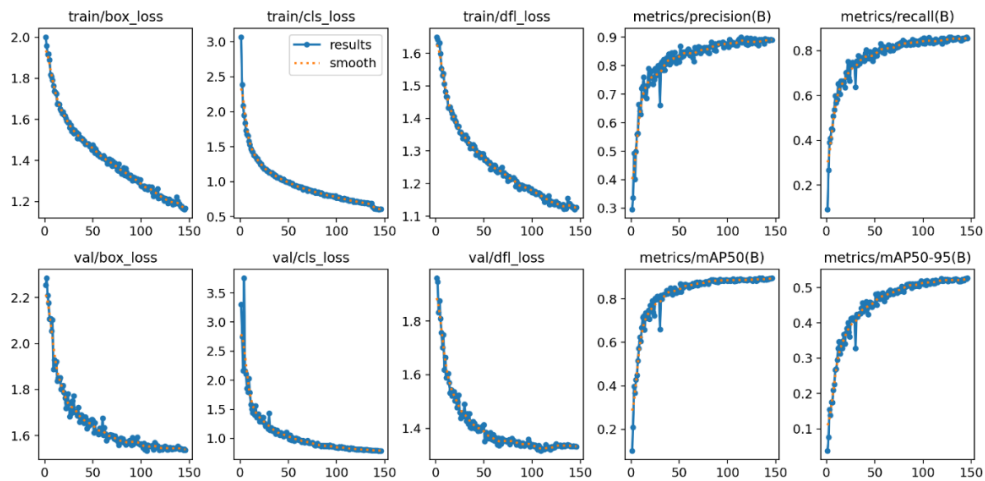 train/box_loss
train/cls_loss
train/dfl_loss
metrics/precision(B)
metrics/recall(B)
2.0
1.8
1.6
1.4
1.2
0 50 100 150
3.0
2.5
2.0
1.5
1.0
0.5
0 50 100 150
results
smooth
1.6
1.5
1.4
1.3
1.2
1.1
0 50 100 150
0.9
0.8
0.7
0.6
0.5
0.4
0.3
0 50 100 150
0.8
0.6
0.4
0.2
0 50 100 150
val/box_loss
val/cls_loss
val/dfl_loss
metrics/mAP50(B)
metrics/mAP50-95(B)
2.2
2.0
1.8
1.6
0 50 100 150
3.5
3.0
2.5
2.0
1.5
1.0
0 50 100 150
1.8
1.6
1.4
0 50 100 150
0.8
0.6
0.4
0.2
0 50 100 150
0.5
0.4
0.3
0.2
0.1
0 50 100 150